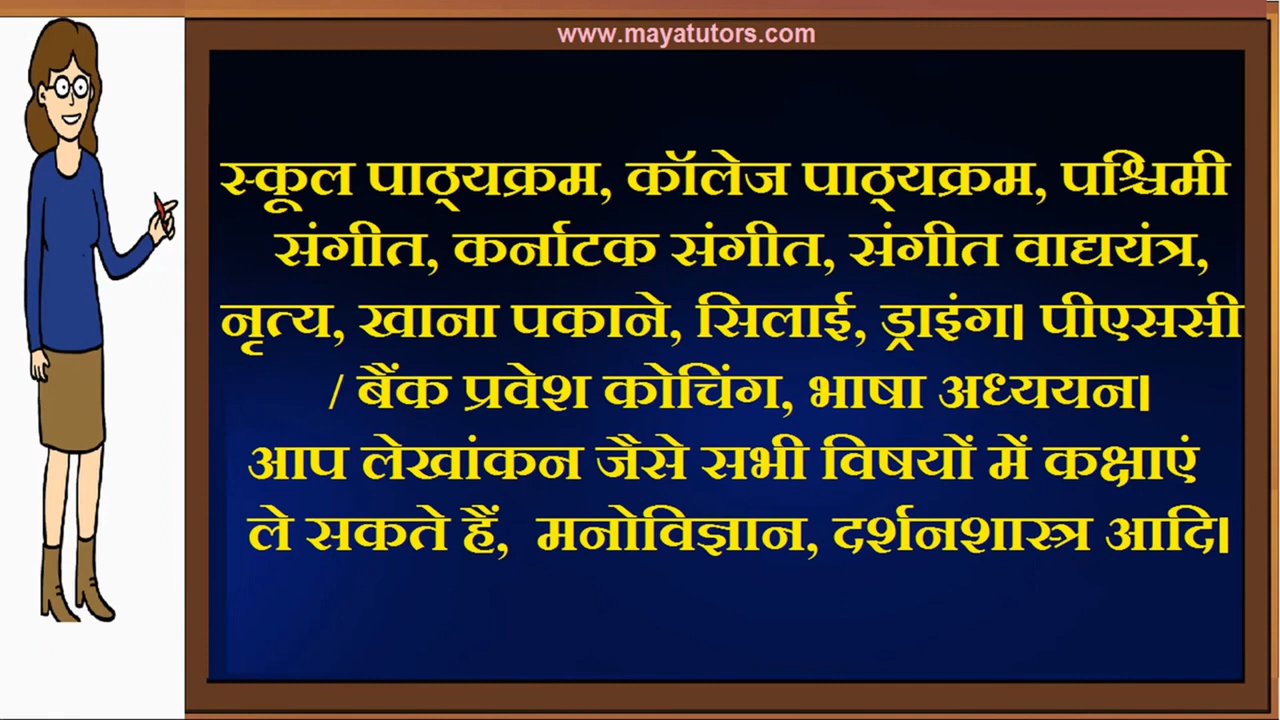 www.mayatutors.com
स्कूल पाठ्यक्रम, कॉलेज पाठ्यक्रम, पश्चिमी
संगीत, कर्नाटक संगीत, संगीत वाद्ययंत्र,
नृत्य, खाना पकाने, सिलाई, ड्राइंग। पीएससी
/ बैंक प्रवेश कोचिंग, भाषा अध्ययन।
आप लेखांकन जैसे सभी विषयों में कक्षाएं
ले सकते हैं, मनोविज्ञान, दर्शनशास्त्र आदि।